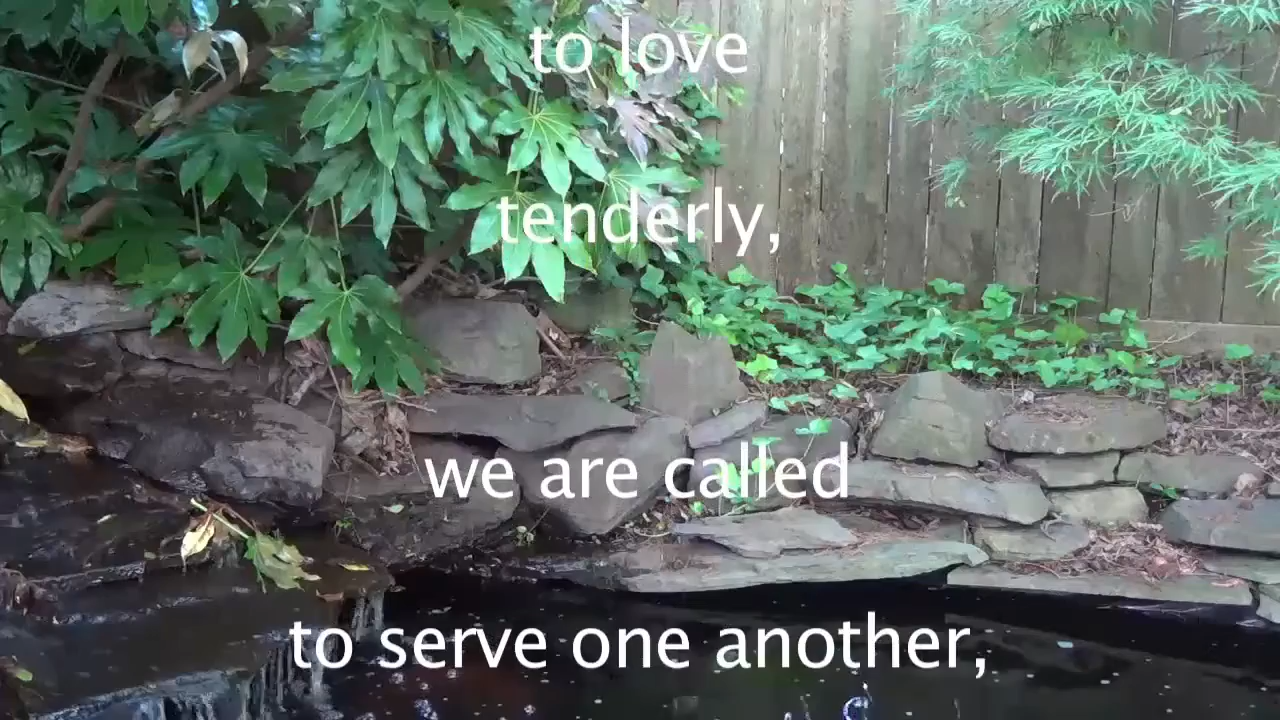 to love
tenderly,
we are called
to serve one another,